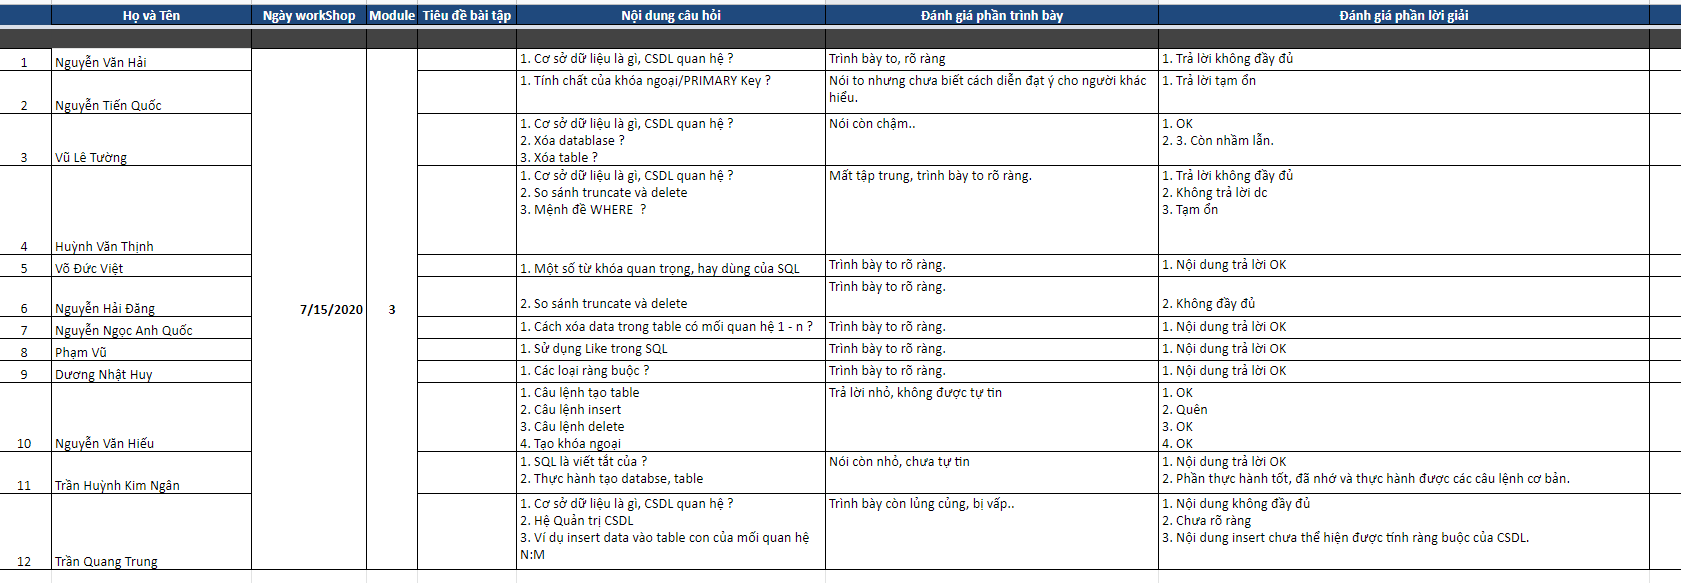 Họ và Tên	Ngày workShop	Module	Tiêu đề bài tập	Nội dung câu hỏi	Đánh giá phần trình bày	Đánh giá phần lời giải
1	Nguyễn Văn Hải	1. Cơ sở dữ liệu là gì, CSDL quan hệ ?	Trình bày to, rõ ràng	1. Trả lời không đầy đủ
1. Tính chất của khóa ngoại/PRIMARY Key ?	Nói to nhưng chưa biết cách diễn đạt ý cho người khác	1. Trả lời tạm ổn
hiểu.
2	Nguyễn Tiến Quốc
1. Cơ sở dữ liệu là gì, CSDL quan hệ ?	Nói còn chậm..	1. OK
2. Xóa datablase ?	2. 3. Còn nhầm lẫn.
3	Vũ Lê Tường	3. Xóa table ?
1. Cơ sở dữ liệu là gì, CSDL quan hệ ?	Mất tập trung, trình bày to rõ ràng.	1. Trả lời không đầy đủ
2. So sánh truncate và delete	2. Không trả lời dc
3. Mệnh đề WHERE  ?	3. Tạm ổn
4	Huỳnh Văn Thịnh
5	Võ Đức Việt	1. Một số từ khóa quan trọng, hay dùng của SQL	Trình bày to rõ ràng.	1. Nội dung trả lời OK
Trình bày to rõ ràng.
6	Nguyễn Hải Đăng	7/15/2020	3	2. So sánh truncate và delete	2. Không đầy đủ
7	Nguyễn Ngọc Anh Quốc	1. Cách xóa data trong table có mối quan hệ 1 - n ?	Trình bày to rõ ràng.	1. Nội dung trả lời OK
8	Phạm Vũ	1. Sử dụng Like trong SQL	Trình bày to rõ ràng.	1. Nội dung trả lời OK
9	Dương Nhật Huy	1. Các loại ràng buộc ?	Trình bày to rõ ràng.	1. Nội dung trả lời OK
1. Câu lệnh tạo table	Trả lời nhỏ, không được tự tin	1. OK
2. Câu lệnh insert	2. Quên
3. Câu lệnh delete	3. OK
10	Nguyễn Văn Hiếu	4. Tạo khóa ngoại	4. OK
1. SQL là viết tắt của ?	Nói còn nhỏ, chưa tự tin	1. Nội dung trả lời OK
2. Thực hành tạo databse, table	2. Phần thực hành tốt, đã nhớ và thực hành được các câu lệnh cơ bản.
11	Trần Huỳnh Kim Ngân
1. Cơ sở dữ liệu là gì, CSDL quan hệ ?	Trình bày còn lủng củng, bị vấp..	1. Nội dung không đầy đủ
2. Hệ Quản trị CSDL	2. Chưa rõ ràng
3. Ví dụ insert data vào table con của mối quan hệ	3. Nội dung insert chưa thể hiện được tính ràng buộc của CSDL.
N:M
12	Trần Quang Trung